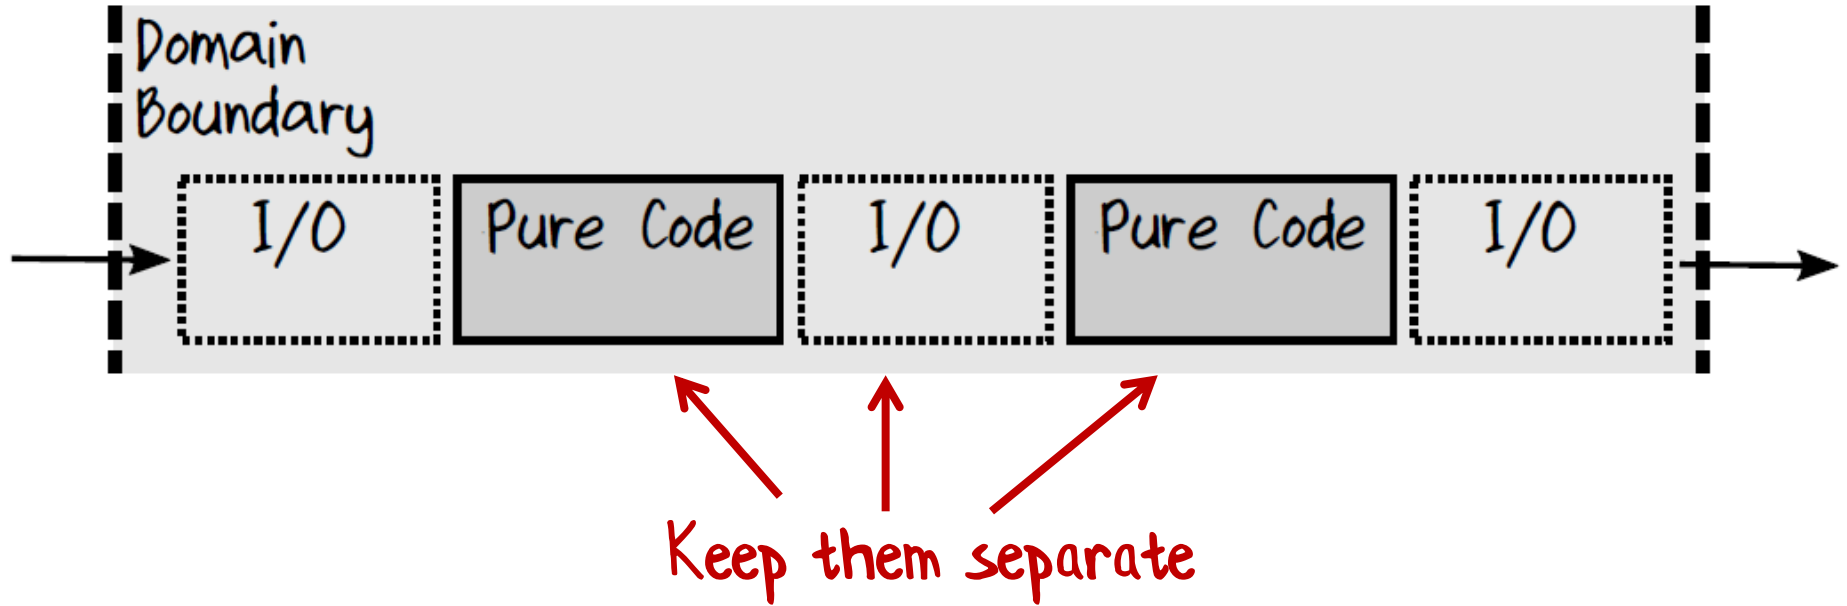 Domain
Boundary
I/O
Pure Code
I/O
Pure Code
I/O
Keep them separate